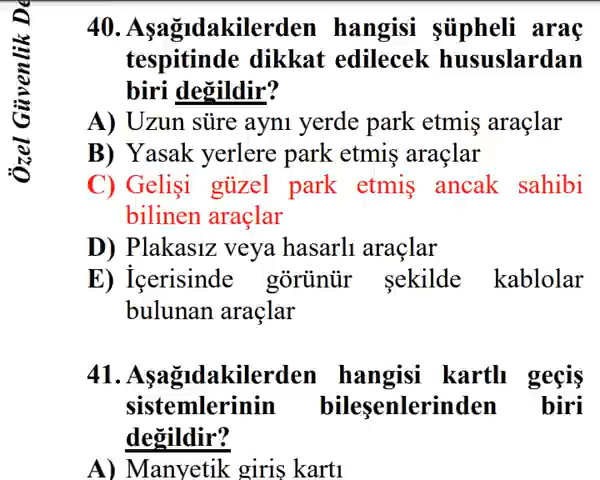 Özel Güvenlik De
40. Aşağıdakilerden hangisi şüpheli araç
tespitinde dikkat edilecek hususlardan
biri değildir?
A) Uzun süre aynı yerde park etmiş araçlar
B) Yasak yerlere park etmiş araçlar
C) Gelişi güzel park etmiş ancak sahibi
bilinen araçlar
D) Plakasız veya hasarlı araçlar
E) İçerisinde görünür şekilde kablolar
bulunan araçlar
41. Aşağıdakilerden hangisi kartlı geçiş
sistemlerinin bileşenlerinden biri
değildir?
A) Manyetik giriş kartı